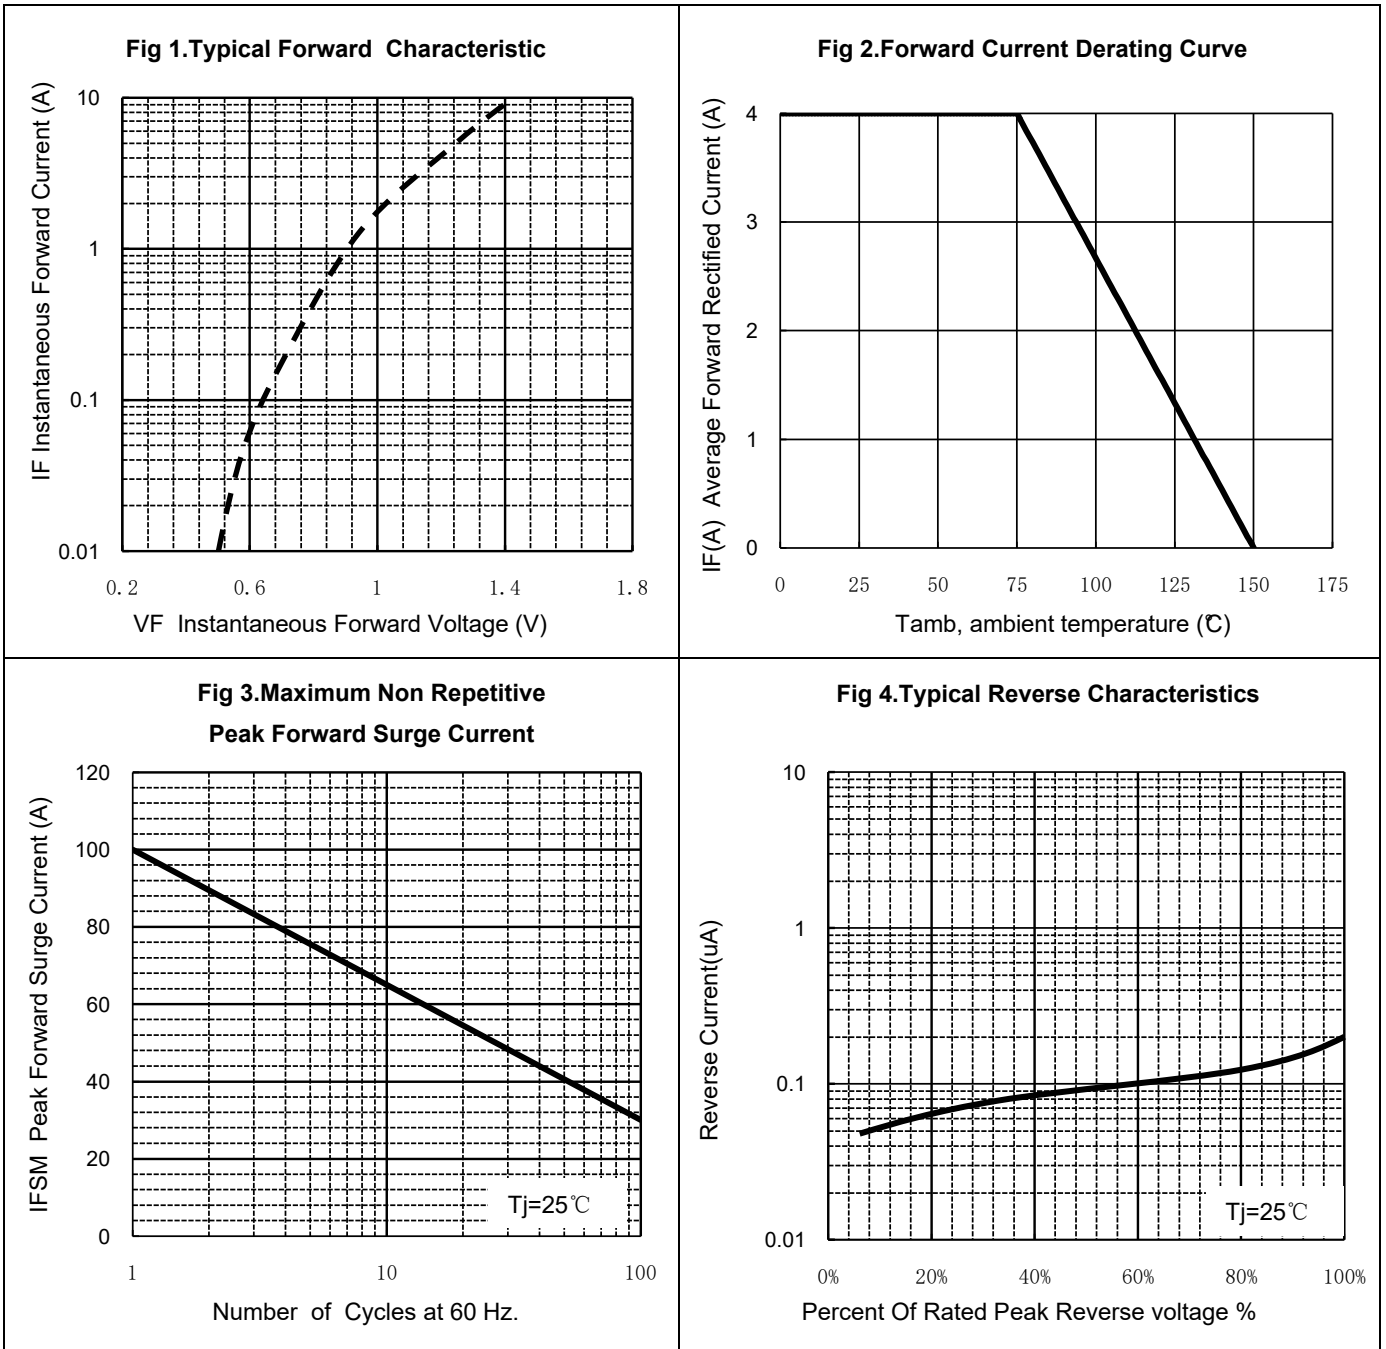 Fig 1.Typical Forward  Characteristic
IF Instantaneous Forward Current (A)
10
1
0.1
0.01
0.2 0.6 1 1.4 1.8
VF  Instantaneous Forward Voltage (V)
Fig 2.Forward Current Derating Curve
IF(A)  Average Forward Rectified Current (A)
4
3
2
1
0
0 25 50 75 100 125 150 175
Tamb, ambient temperature (℃)
Fig 3.Maximum Non Repetitive
Peak Forward Surge Current
IFSM  Peak Forward Surge Current (A)
120
100
80
60
40
20
0
Tj=25℃
1 10 100
Number  of  Cycles at 60 Hz.
Fig 4.Typical Reverse Characteristics
Reverse Current(uA)
10
1
0.1
0.01
Tj=25℃
0% 20% 40% 60% 80% 100%
Percent Of Rated Peak Reverse voltage %